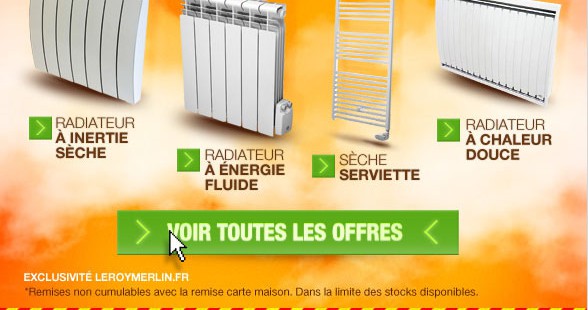 RADIATEUR
À INERTIE
SÈCHE
RADIATEUR
À ÉNERGIE
FLUIDE
SÈCHE
SERVIETTE
RADIATEUR
À CHALEUR
DOUCE
VOIR TOUTES LES OFFRES
EXCLUSIVITÉ LEROYMERLIN.FR
*Remises non cumulables avec la remise carte maison. Dans la limite des stocks disponibles.